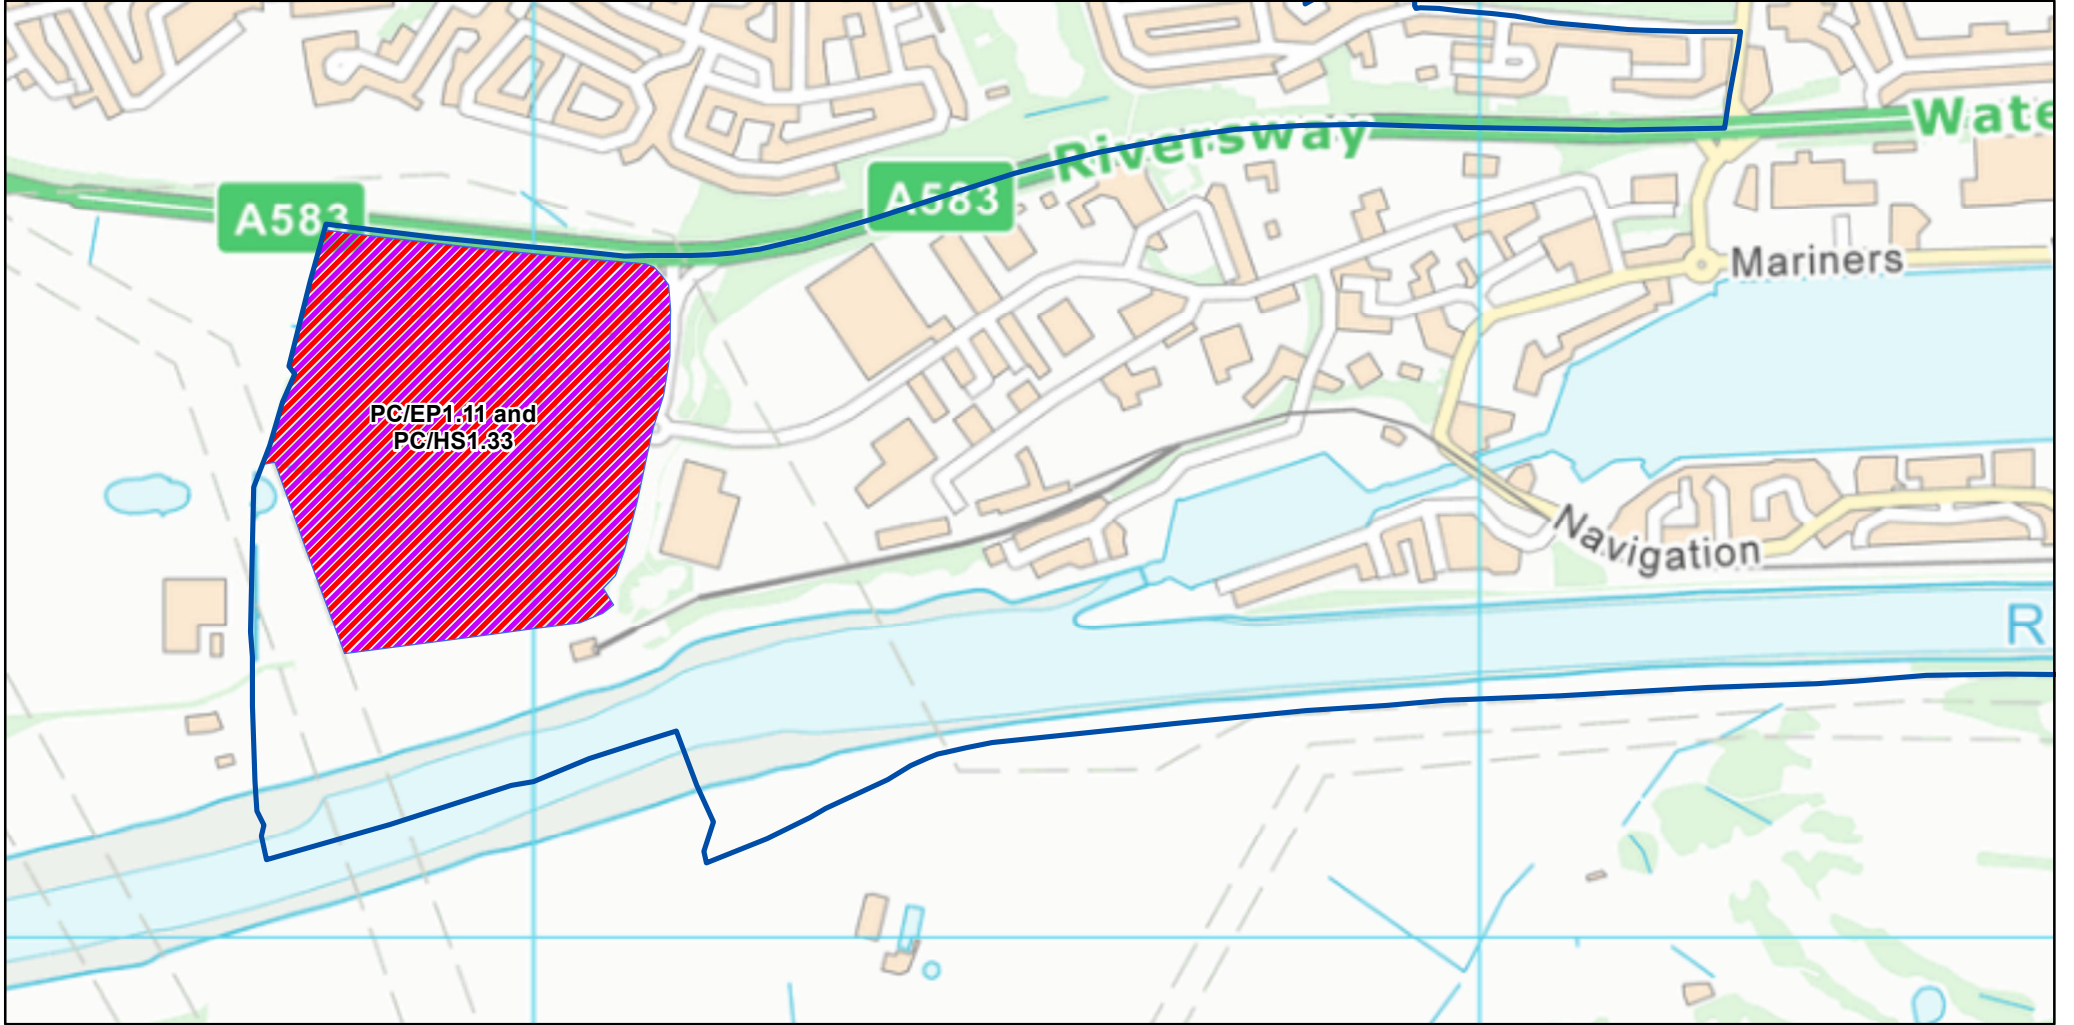 Riversway
Wate
A583
A583
Mariners
PC/EP1.11 and
PC/HS1.33
Navigation
R